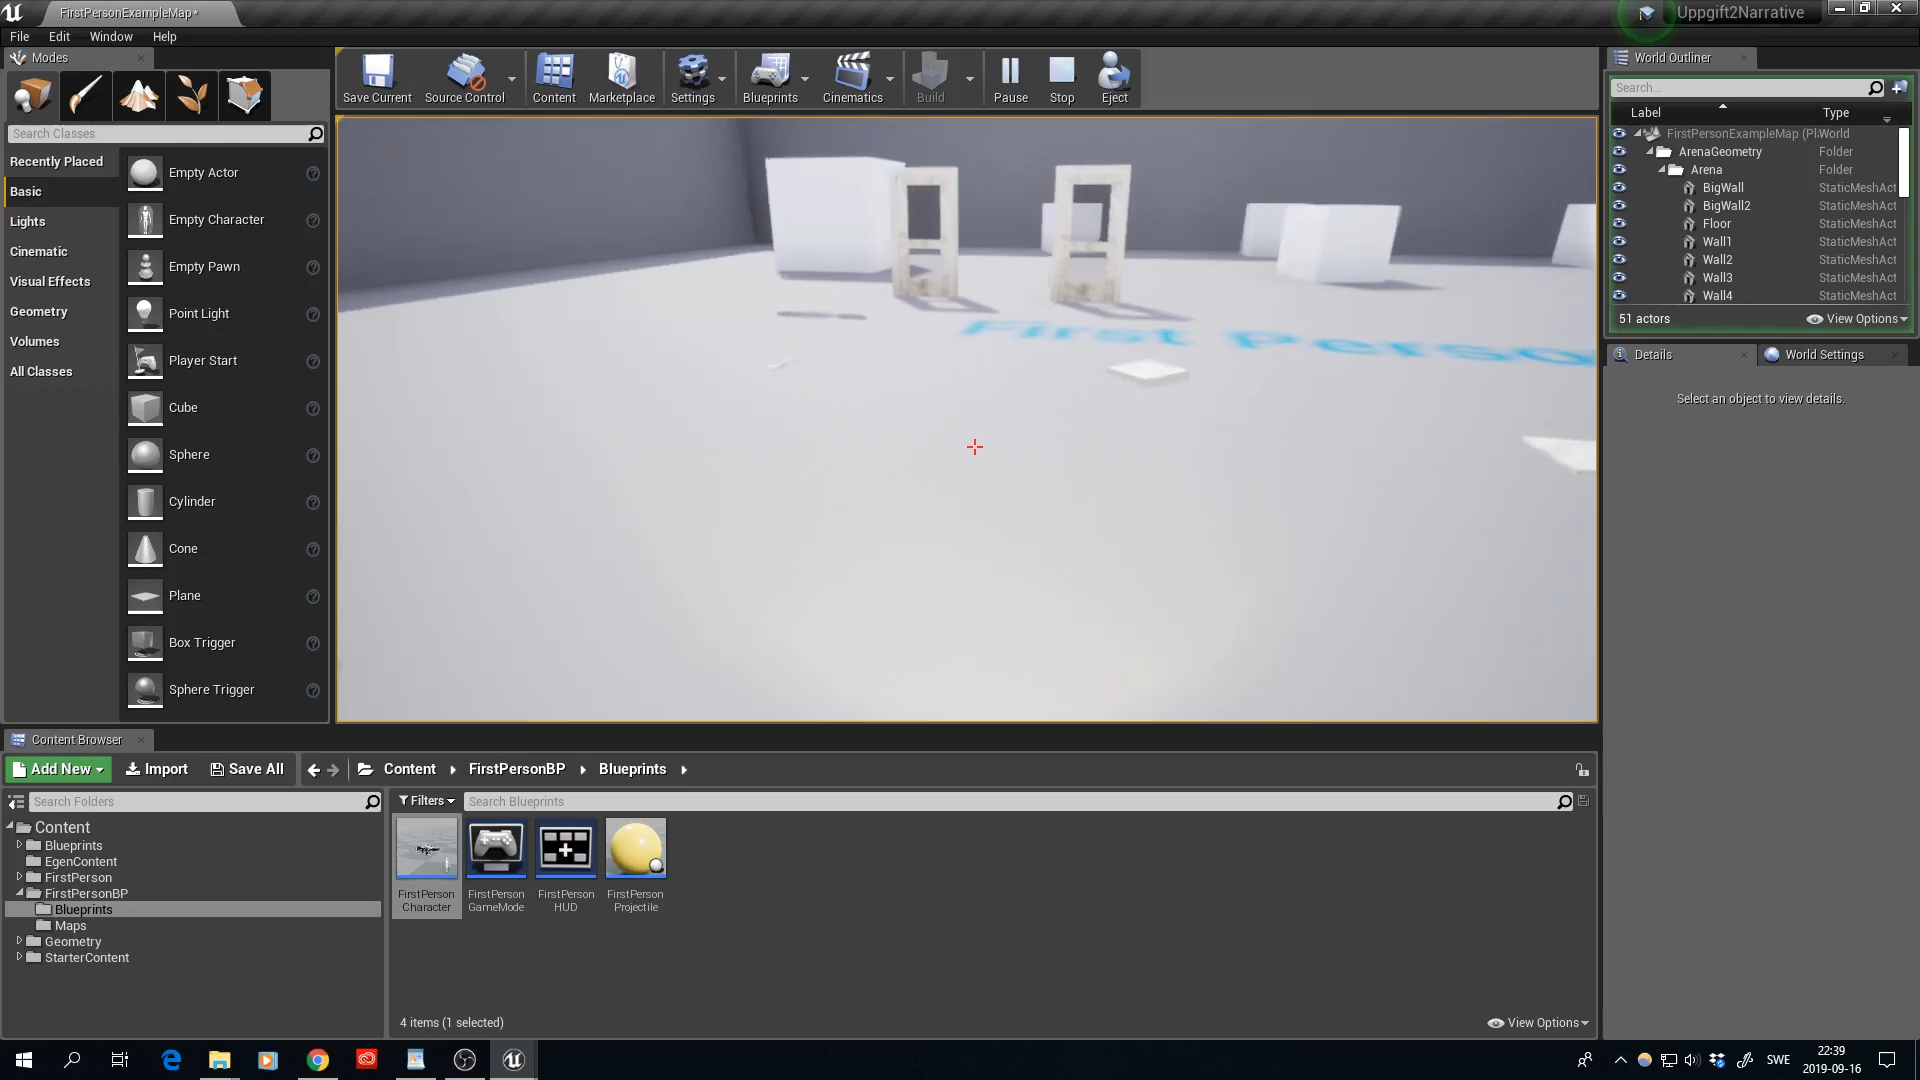 FirstPersonExampleMap*
Uppgift2Narrative
File Edit Window Help
Modes
Save Current
Source Control
Content
Marketplace
Settings
Blueprints
Cinematics
Build
Pause
Stop
Eject
Search Classes
Recently Placed
Basic
Lights
Cinematic
Visual Effects
Geometry
Volumes
All Classes
Empty Actor
Empty Character
Empty Pawn
Point Light
Player Start
Cube
Sphere
Cylinder
Cone
Plane
Box Trigger
Sphere Trigger
First Perso
World Outliner
Search...
Label Type
FirstPersonExampleMap (Pl World
ArenaGeometry Folder
Arena Folder
BigWall StaticMeshAct
BigWall2 StaticMeshAct
Floor StaticMeshAct
Wall1 StaticMeshAct
Wall2 StaticMeshAct
Wall3 StaticMeshAct
Wall4 StaticMeshAct
51 actors View Options
Details World Settings
Select an object to view details.
Content Browser
Add New Import Save All Content FirstPersonBP Blueprints
Search Folders
Content
Blueprints
EgenContent
FirstPerson
FirstPersonBP
Blueprints
Maps
Geometry
StarterContent
Filters Search Blueprints
FirstPerson
Character
FirstPerson
GameMode
FirstPerson
HUD
FirstPerson
Projectile
4 items (1 selected) View Options
SWE
22:39
2019-09-16